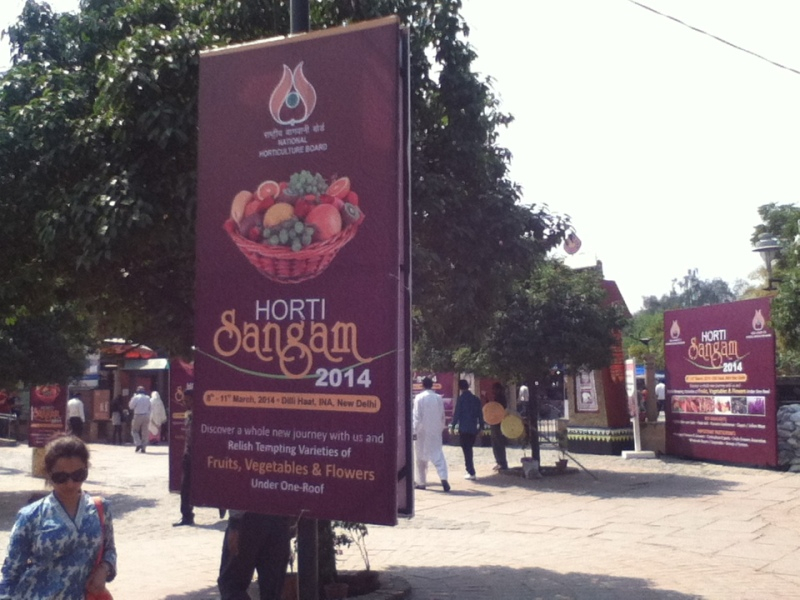 राष्ट्रीय बागवानी बोर्ड
NATIONAL
HORTICULTURE BOARD
HORTI
Sangam
2014
8th - 11th March, 2014 • Dilli Haat, INA, New Delhi
Discover a whole new journey with us and
Relish Tempting Varieties of
Fruits, Vegetables & Flowers
Under One-Roof
HORTI
Sangam
2014